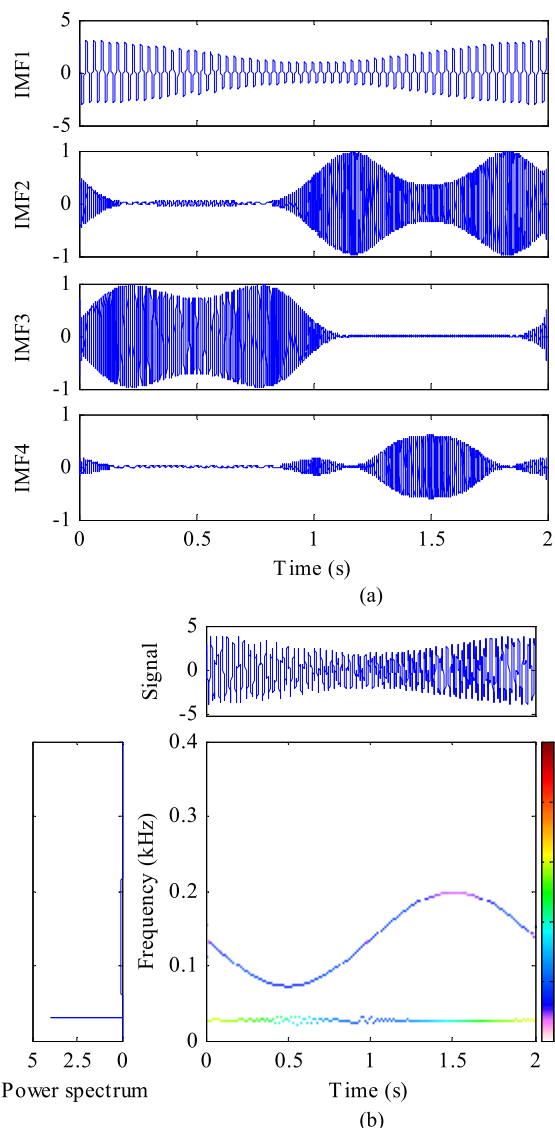 5
0
-5
IMF1
1
0
-1
IMF2
1
0
-1
IMF3
1
0
-1
IMF4
0 0.5 1 1.5 2
Time (s)
(a)
5
0
-5
Signal
0.4
0.3
0.2
0.1
0
Frequency (kHz)
5 2.5 0
Power spectrum
0 0.5 1 1.5 2
Time (s)
(b)